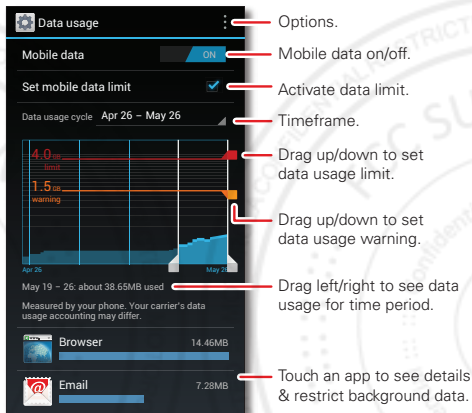 Data usage
Options.
Mobile data
ON
Mobile data on/off.
Set mobile data limit
Activate data limit.
Data usage cycle Apr 26 – May 26
Timeframe.
4.0 GB
limit
Drag up/down to set
data usage limit.
1.5 GB
warning
Drag up/down to set
data usage warning.
Apr 26
May 26
May 19 – 26: about 38.65MB used
Drag left/right to see data
usage for time period.
Measured by your phone. Your carrier's data
usage accounting may differ.
Browser
14.46MB
Email
7.28MB
Touch an app to see details
& restrict background data.